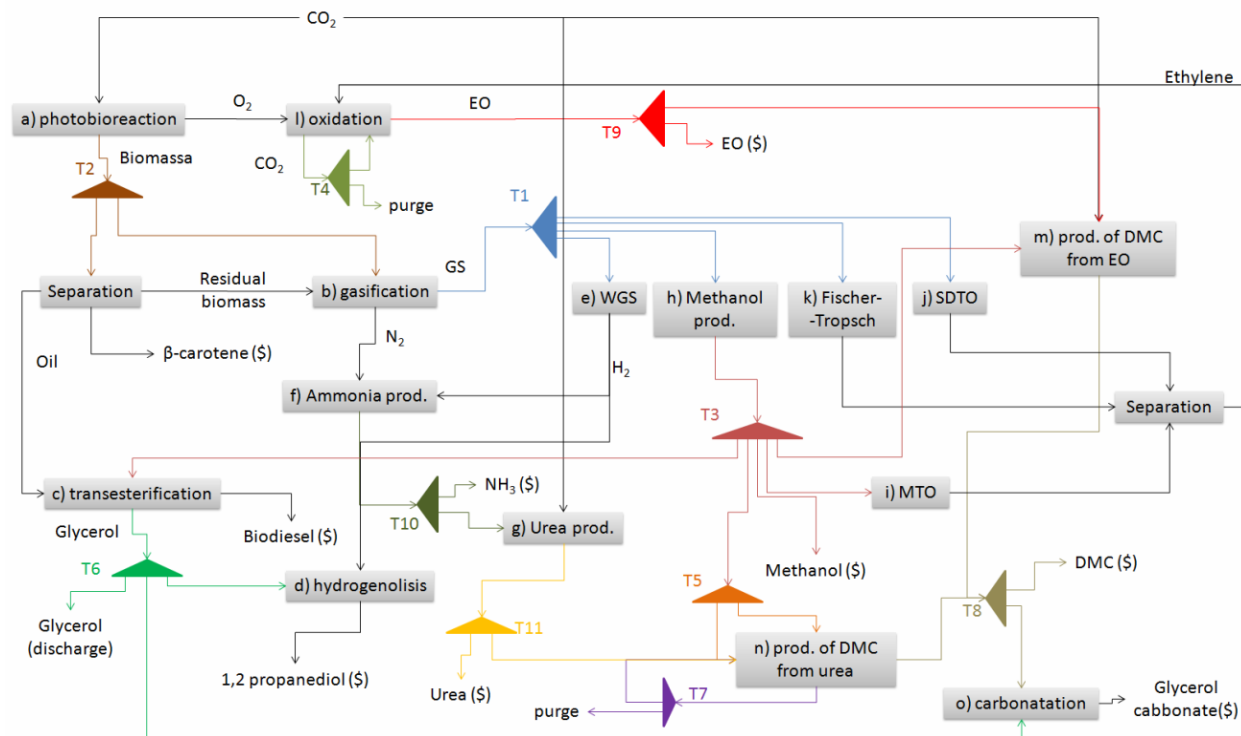 CO2
Ethylene
O2
EO
a) photobioreaction
l) oxidation
T9
EO ($)
T2
Biomassa
CO2
T4
purge
T1
m) prod. of DMC
from EO
GS
Separation
Residual
biomass
b) gasification
e) WGS
h) Methanol
prod.
k) Fischer-
-Tropsch
j) SDTO
N2
β-carotene ($)
Oil
H2
f) Ammonia prod.
T3
Separation
c) transesterification
NH3 ($)
i) MTO
T10
g) Urea prod.
Glycerol
Biodiesel ($)
T6
d) hydrogenolisis
Methanol ($)
DMC ($)
T5
T8
Glycerol
(discharge)
T11
n) prod. of DMC
from urea
1,2 propanediol ($)
Urea ($)
purge
T7
o) carbonatation
Glycerol
cabbonate($)